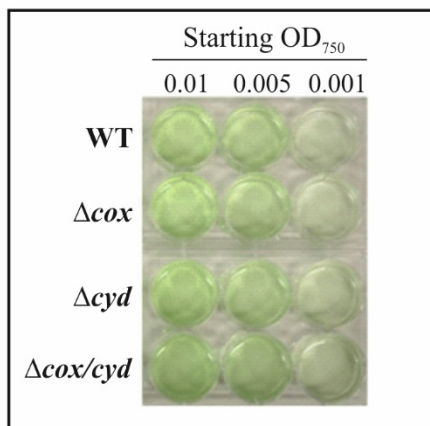 Starting OD₇₅₀
0.01 0.005 0.001
WT
Δcox
Δcyd
Δcox/cyd